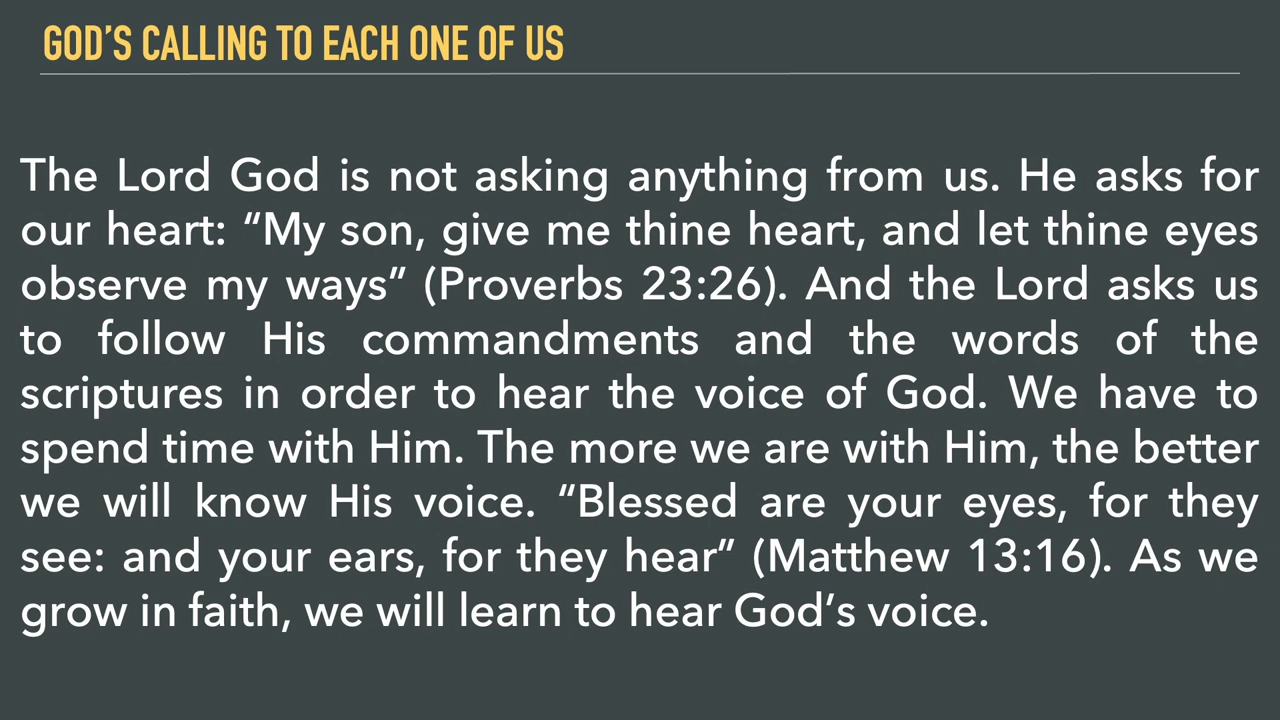 GOD’S CALLING TO EACH ONE OF US
The Lord God is not asking anything from us. He asks for
our heart: “My son, give me thine heart, and let thine eyes
observe my ways” (Proverbs 23:26). And the Lord asks us
to follow His commandments and the words of the
scriptures in order to hear the voice of God. We have to
spend time with Him. The more we are with Him, the better
we will know His voice. “Blessed are your eyes, for they
see: and your ears, for they hear” (Matthew 13:16). As we
grow in faith, we will learn to hear God’s voice.